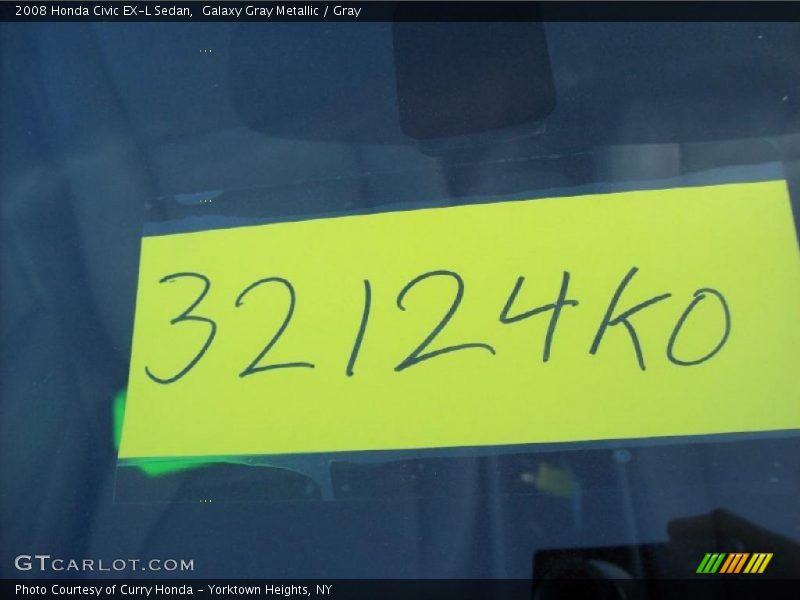 2008 Honda Civic EX-L Sedan,  Galaxy Gray Metallic / Gray
32124KO
GTCARLOT.COM
Photo Courtesy of Curry Honda - Yorktown Heights, NY